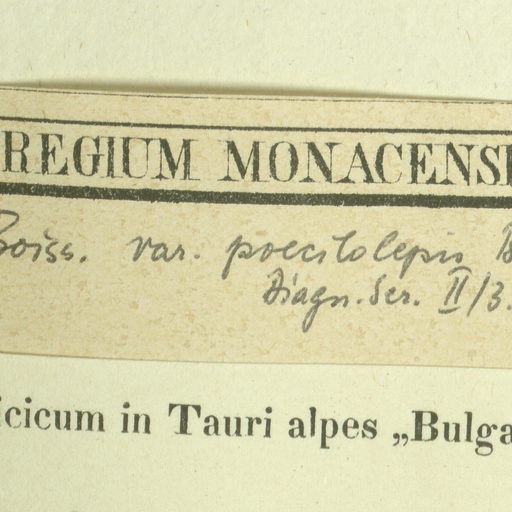 REGIUM MONACENS
Boiss. var. poecilolepis B
Diagn. Ser. II/3.
icicum in Tauri alpes „Bulga